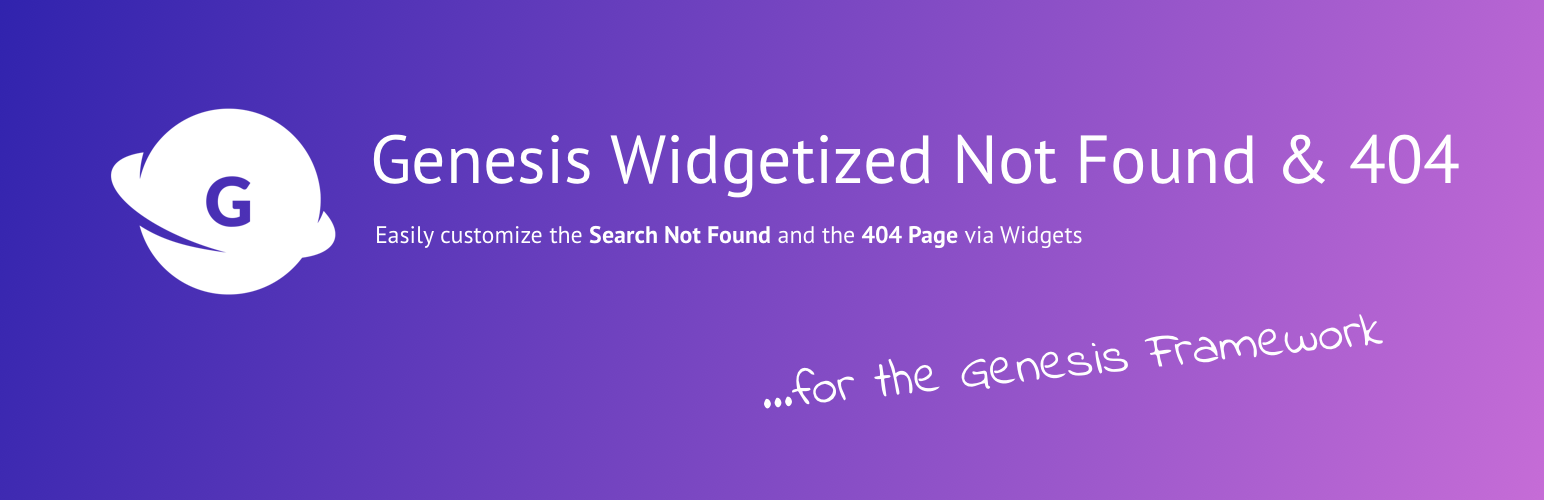 G
Genesis Widgetized Not Found & 404
Easily customize the Search Not Found and the 404 Page via Widgets
...for the Genesis Framework